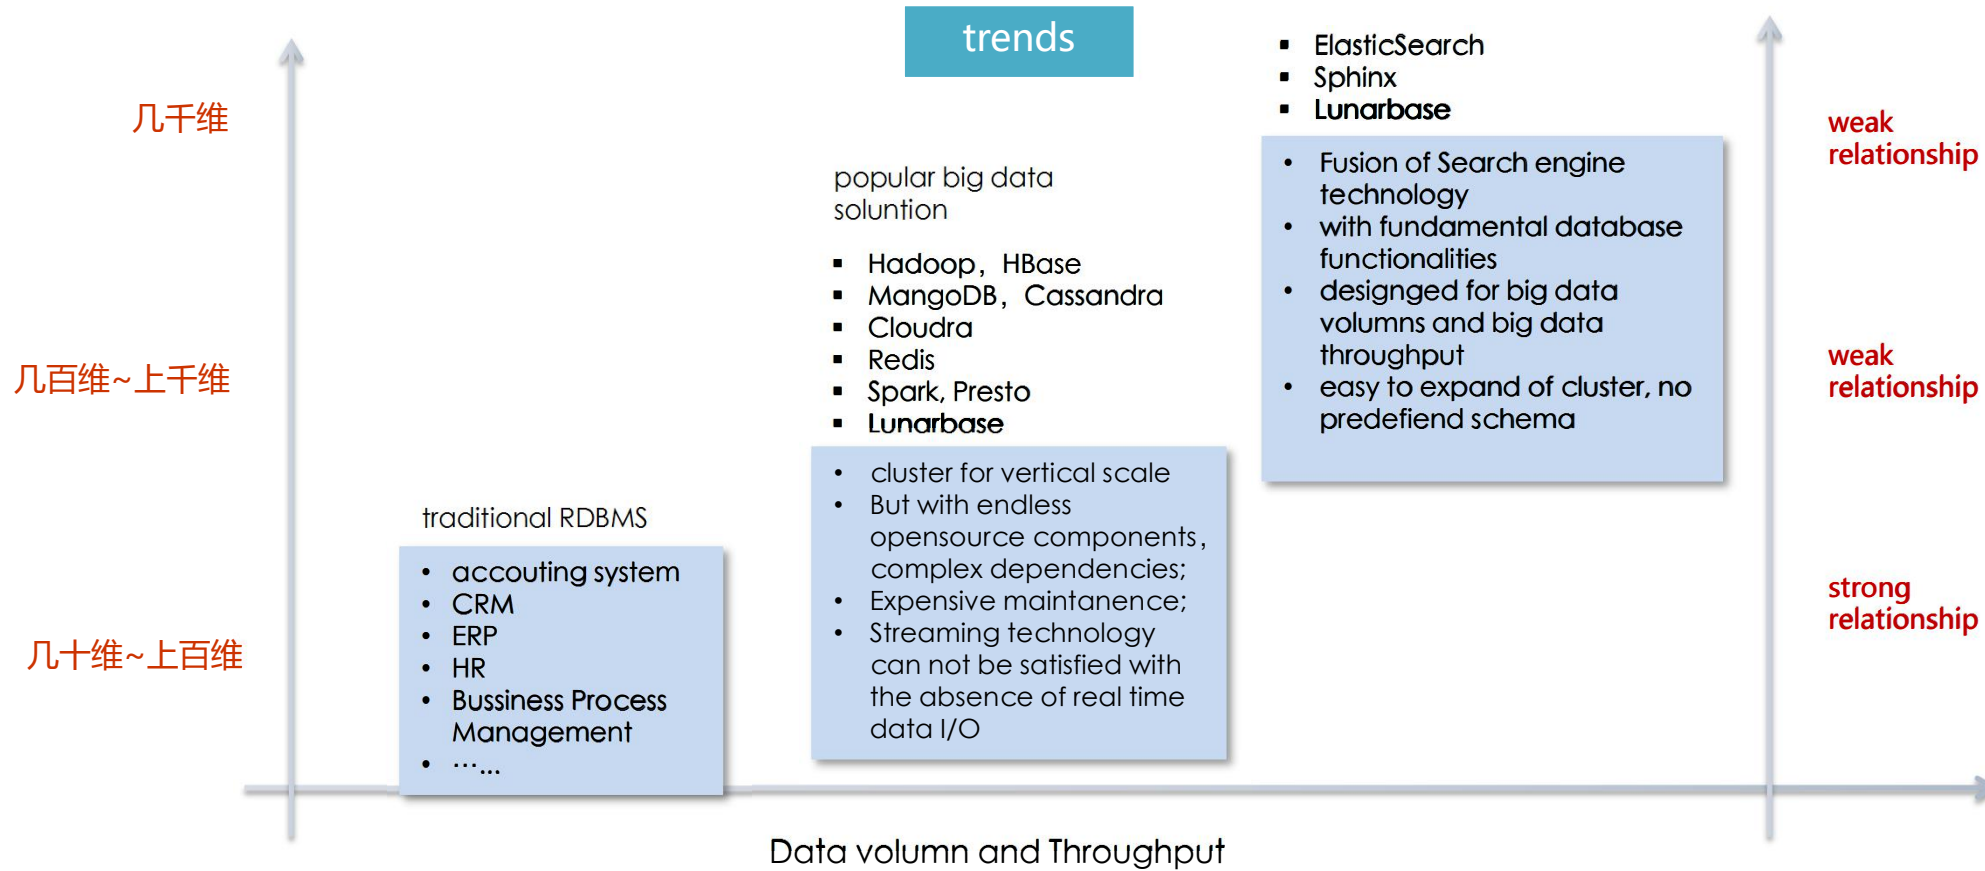 trends
几千维
几百维~上千维
几十维~上百维
traditional RDBMS
• accouting system
• CRM
• ERP
• HR
• Bussiness Process
Management
• …...
popular big data
soluntion
▪ Hadoop，HBase
▪ MangoDB，Cassandra
▪ Cloudra
▪ Redis
▪ Spark, Presto
▪ Lunarbase
• cluster for vertical scale
• But with endless
opensource components，
complex dependencies;
• Expensive maintanence;
• Streaming technology
can not be satisfied with
the absence of real time
data I/O
▪ ElasticSearch
▪ Sphinx
▪ Lunarbase
• Fusion of Search engine
technology
• with fundamental database
functionalities
• designged for big data
volumns and big data
throughput
• easy to expand of cluster, no
predefiend schema
weak
relationship
weak
relationship
strong
relationship
Data volumn and Throughput